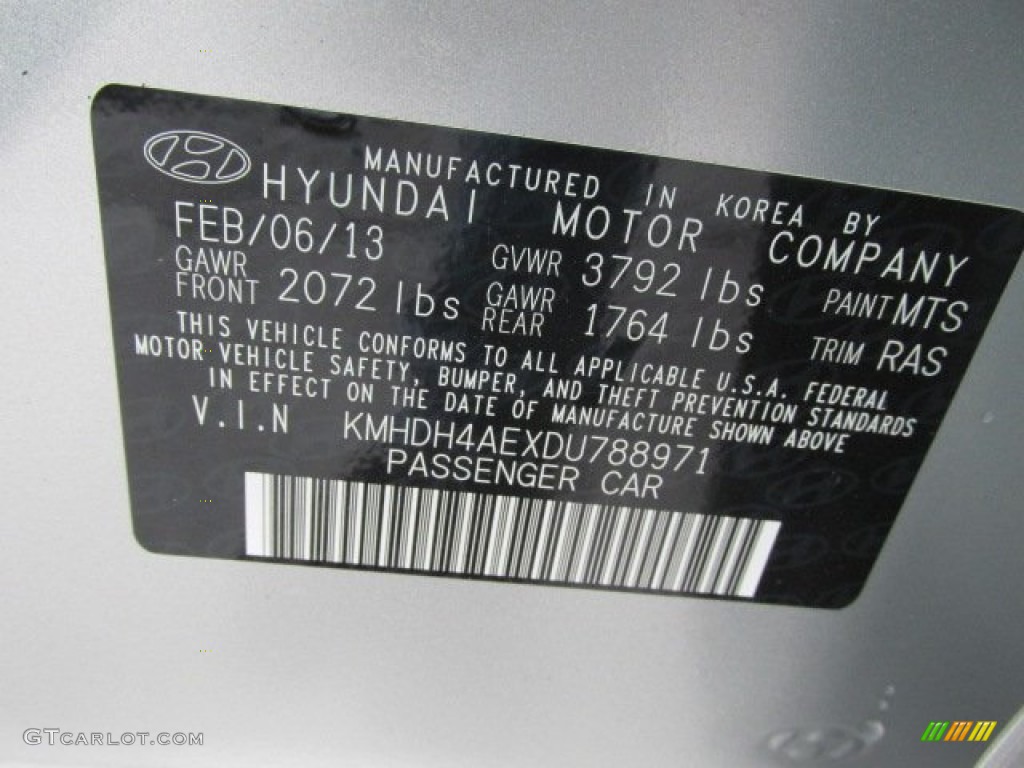 MANUFACTURED IN KOREA BY
HYUNDAI MOTOR COMPANY
FEB/06/13 GVWR 3792 lbs PAINT MTS
GAWR FRONT 2072 lbs GAWR REAR 1764 lbs TRIM RAS
THIS VEHICLE CONFORMS TO ALL APPLICABLE U.S.A. FEDERAL
MOTOR VEHICLE SAFETY, BUMPER, AND THEFT PREVENTION STANDARDS
IN EFFECT ON THE DATE OF MANUFACTURE SHOWN ABOVE
V.I.N KMHDH4AEXDU788971
PASSENGER CAR
GTCARLOT.COM